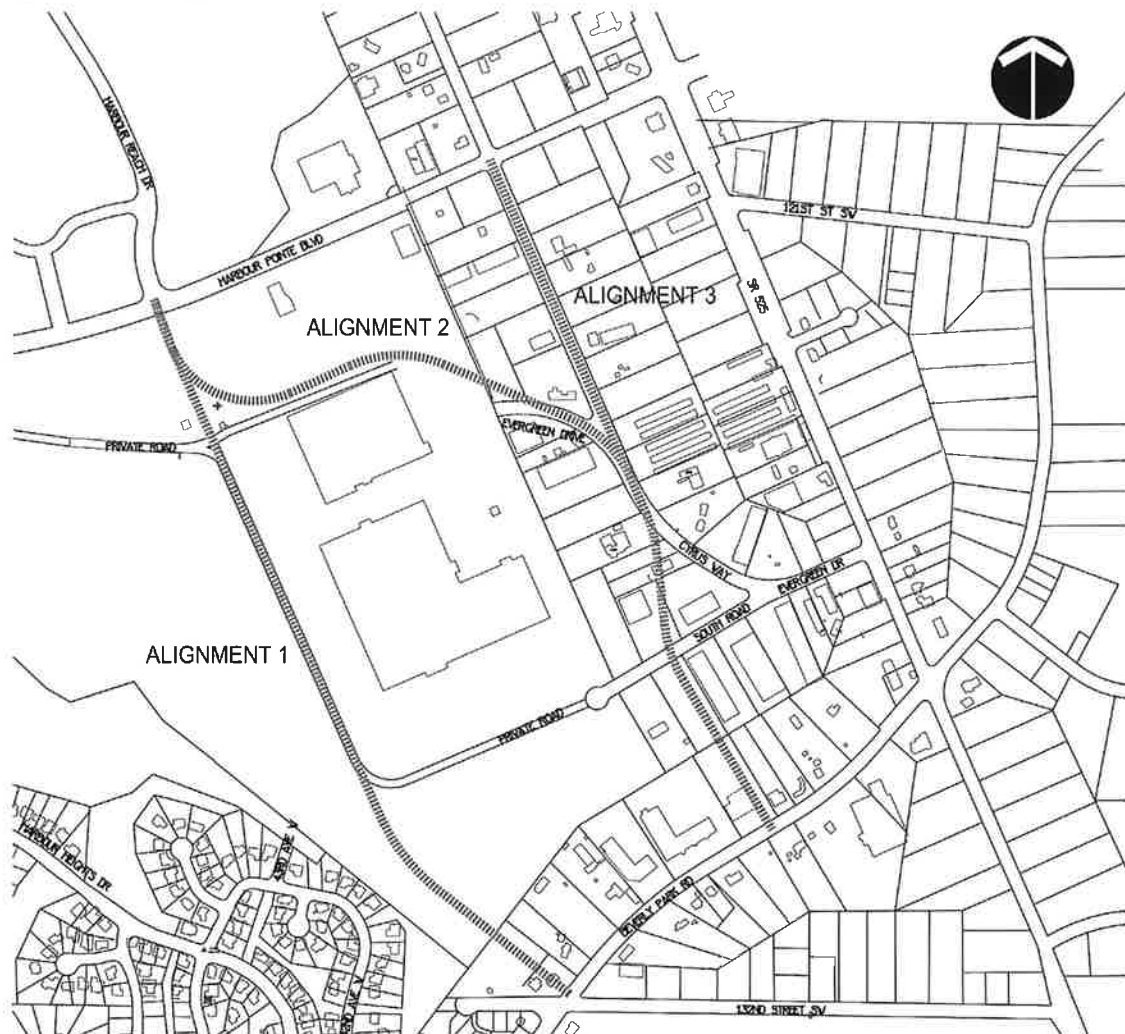 HARBOUR REACH DR
121ST ST SW
HARBOUR POINTE BLVD
SR 525
ALIGNMENT 3
ALIGNMENT 2
EVERGREEN DRIVE
PRIVATE ROAD
CYRUS WAY
EVERGREEN DR
SOUTH ROAD
ALIGNMENT 1
PRIVATE ROAD
HARBOUR HEIGHTS DR
43RD AVE W
BEVERLY PARK RD
132ND STREET SW